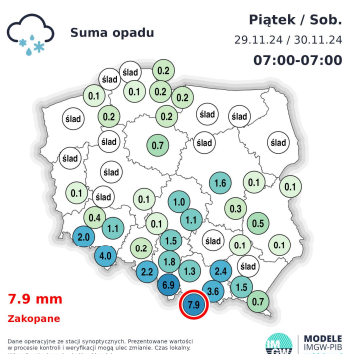 Suma opadu
Piątek / Sob.
29.11.24 / 30.11.24
07:00-07:00
ślad
ślad
0.2
0.1
0.1
0.2
0.2
ślad
0.2
0.2
ślad
ślad
ślad
0.7
ślad
ślad
ślad
ślad
0.1
ślad
0.1
1.0
1.6
0.1
0.1
0.4
1.1
0.1
1.1
0.3
0.5
2.0
0.2
1.5
ślad
0.1
0.1
4.0
2.2
1.8
1.3
2.4
ślad
6.9
3.6
1.5
7.9
0.7
7.9 mm
Zakopane
Dane operacyjne ze stacji synoptycznych. Prezentowane wartości
w procesie kontroli i weryfikacji mogą ulec zmianie. Czas lokalny.
IM
GW
MODELE
IMGW-PIB